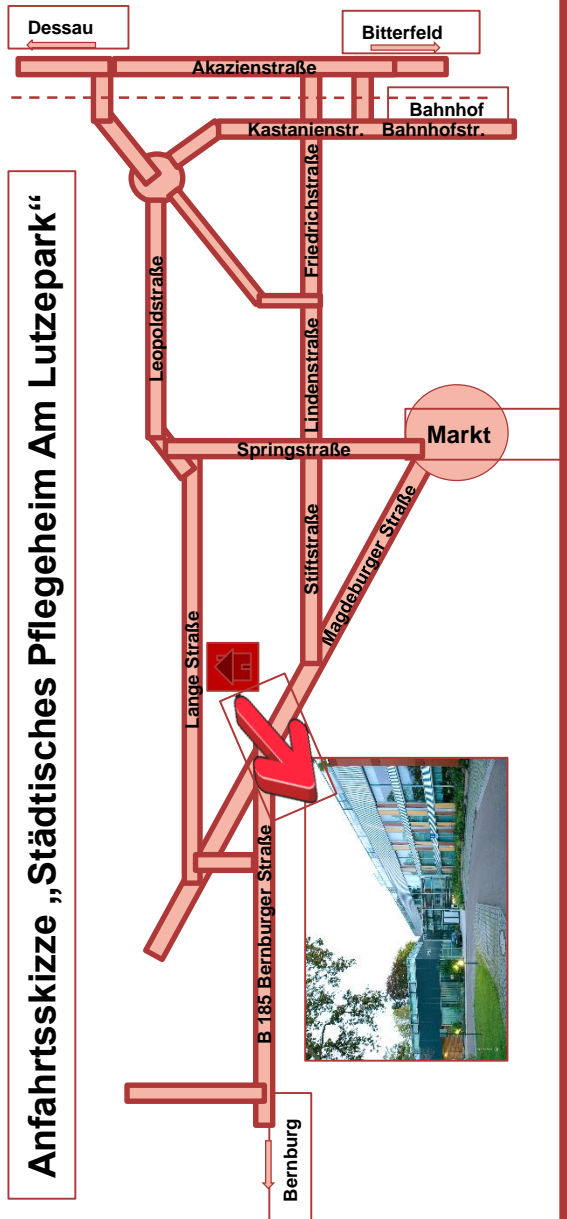 Dessau
Bitterfeld
Akazienstraße
Bahnhof
Kastanienstr. Bahnhofstr.
Anfahrtsskizze „Städtisches Pflegeheim Am Lutzepark“
Leopoldstraße
Friedrichstraße
Lindenstraße
Markt
Springstraße
Stiftstraße
Magdeburger Straße
Lange Straße
B 185 Bernburger Straße
Bernburg